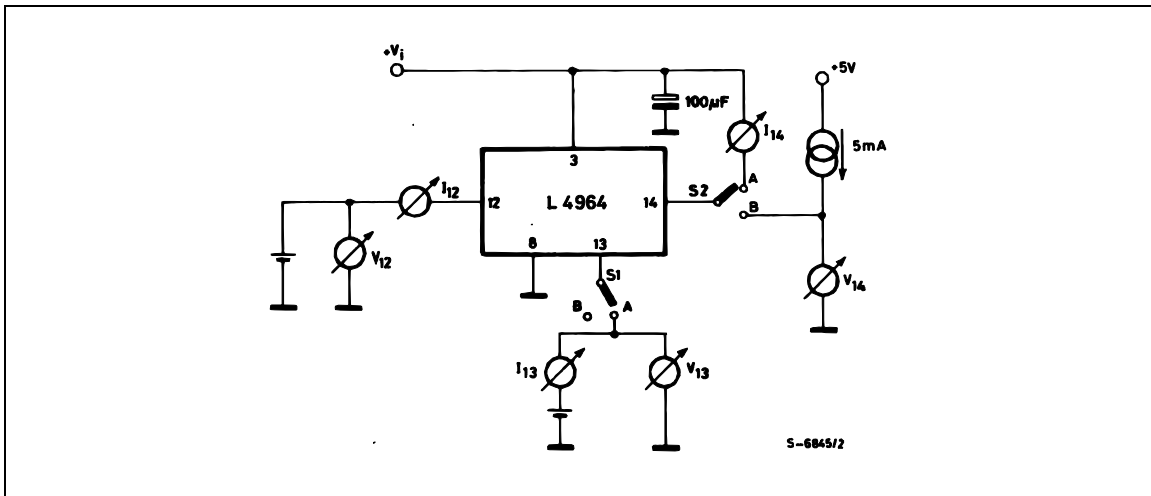 +Vi
100µF
I14
+5V
5mA
3
L 4964
12
14
8
13
I12
V12
S2
A
B
V14
S1
B
A
I13
V13
S-6845/2